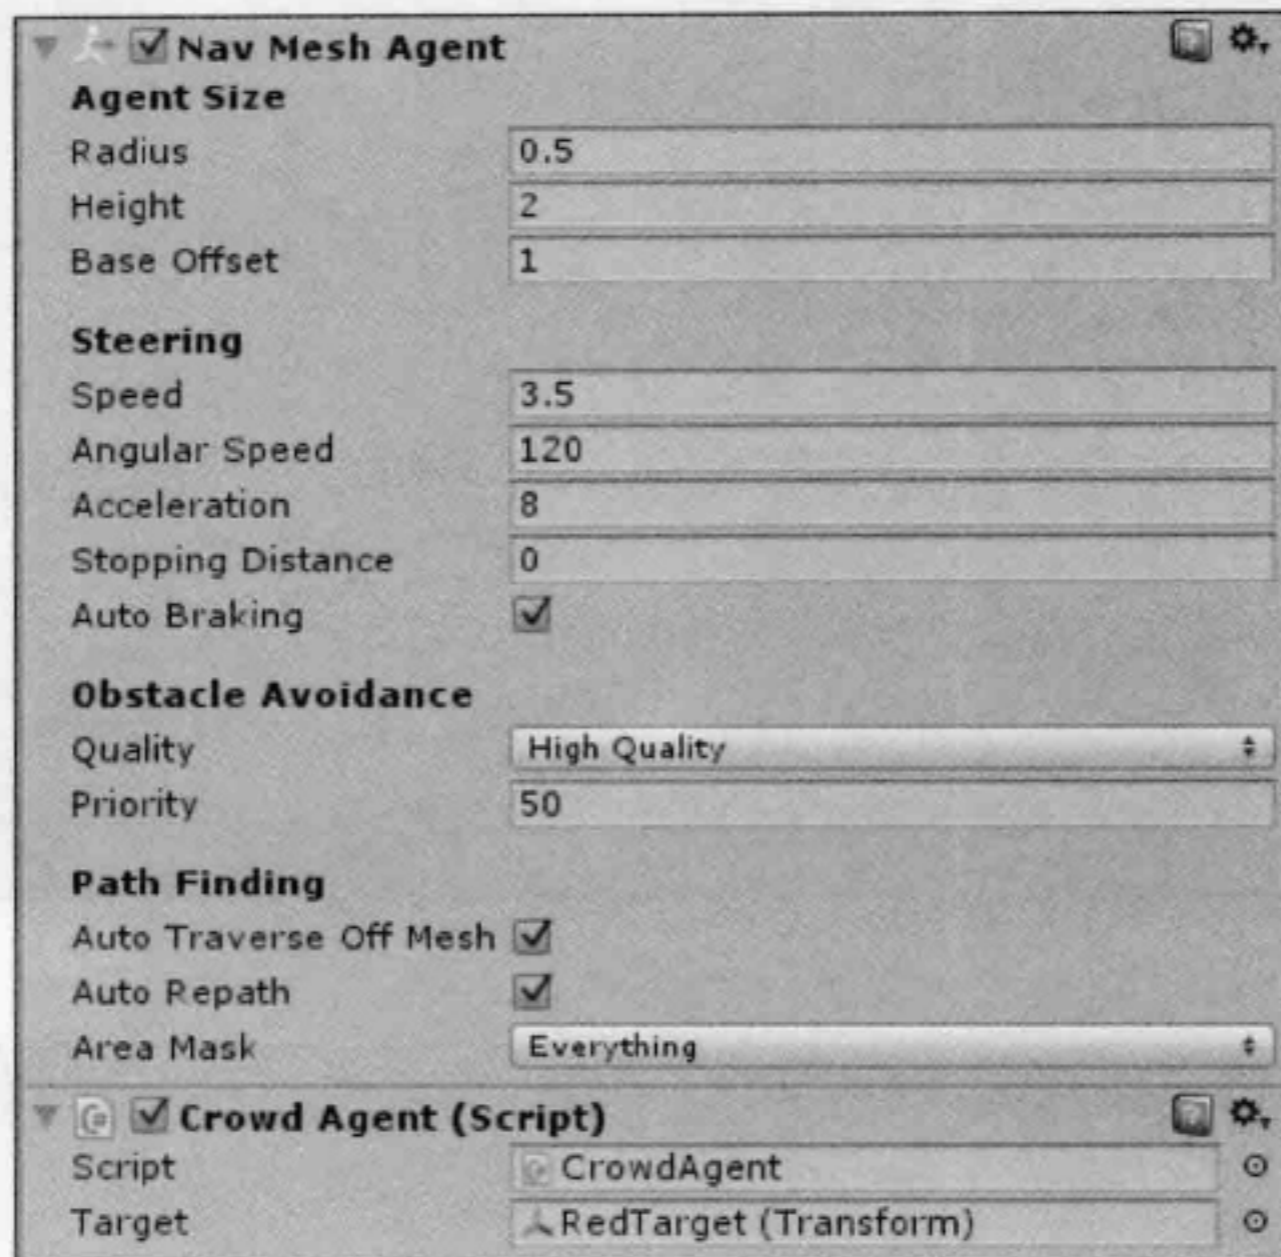 Nav Mesh Agent
Agent Size
Radius 0.5
Height 2
Base Offset 1
Steering
Speed 3.5
Angular Speed 120
Acceleration 8
Stopping Distance 0
Auto Braking
Obstacle Avoidance
Quality High Quality
Priority 50
Path Finding
Auto Traverse Off Mesh
Auto Repath
Area Mask Everything
Crowd Agent (Script)
Script CrowdAgent
Target RedTarget (Transform)